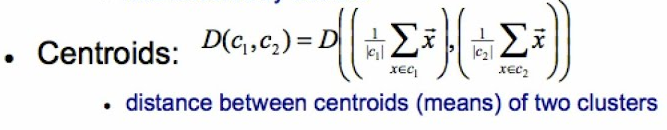 • Centroids: D(c₁,c₂) = D((1/|c₁| ∑_{x∈c₁} x⃗), (1/|c₂| ∑_{x∈c₂} x⃗))
• distance between centroids (means) of two clusters